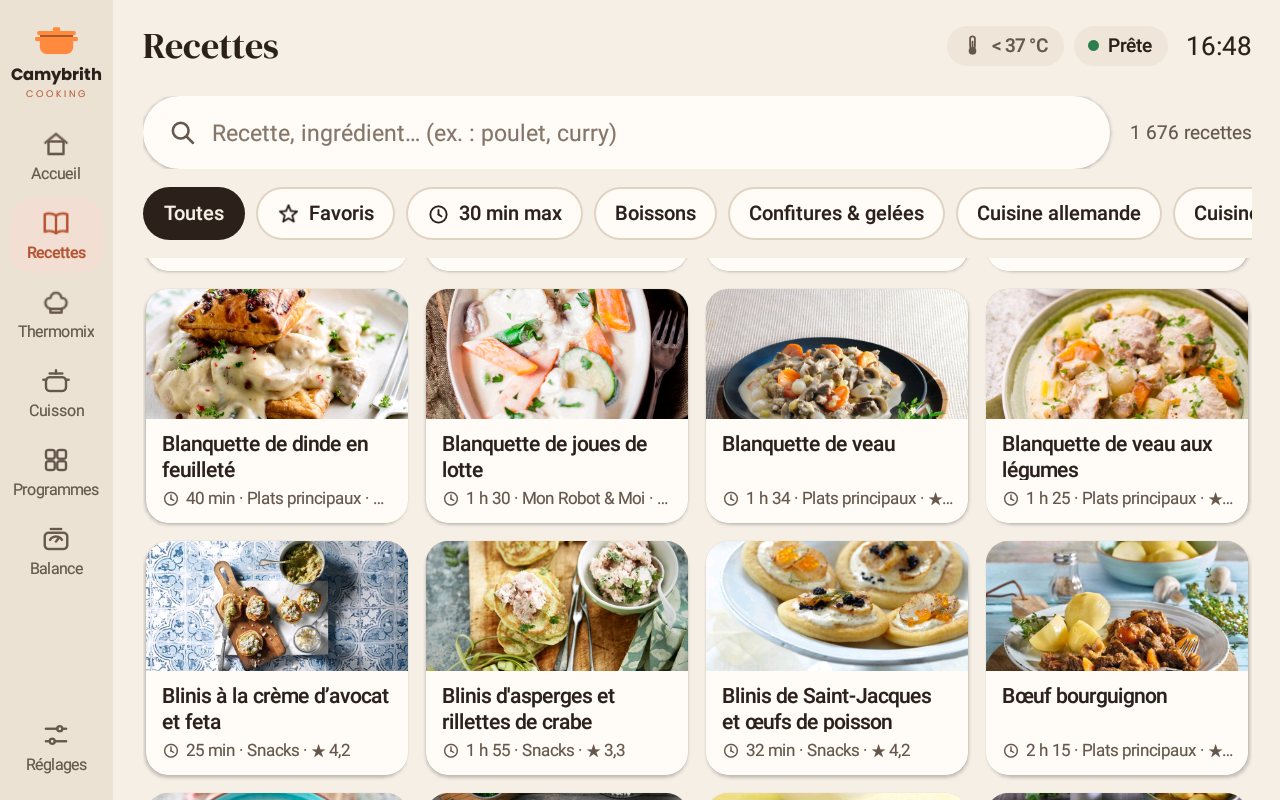 Camybrith
COOKING
Accueil
Recettes
Thermomix
Cuisson
Programmes
Balance
Réglages
Recettes
< 37 °C
Prête
16:48
Recette, ingrédient… (ex. : poulet, curry)
1 676 recettes
Toutes
Favoris
30 min max
Boissons
Confitures & gelées
Cuisine allemande
Cuisine
Blanquette de dinde en
feuilleté
40 min · Plats principaux · …
Blanquette de joues de
lotte
1 h 30 · Mon Robot & Moi · …
Blanquette de veau
1 h 34 · Plats principaux · ★…
Blanquette de veau aux
légumes
1 h 25 · Plats principaux · ★…
Blinis à la crème d’avocat
et feta
25 min · Snacks · ★ 4,2
Blinis d'asperges et
rillettes de crabe
1 h 55 · Snacks · ★ 3,3
Blinis de Saint-Jacques
et œufs de poisson
32 min · Snacks · ★ 4,2
Bœuf bourguignon
2 h 15 · Plats principaux · ★…